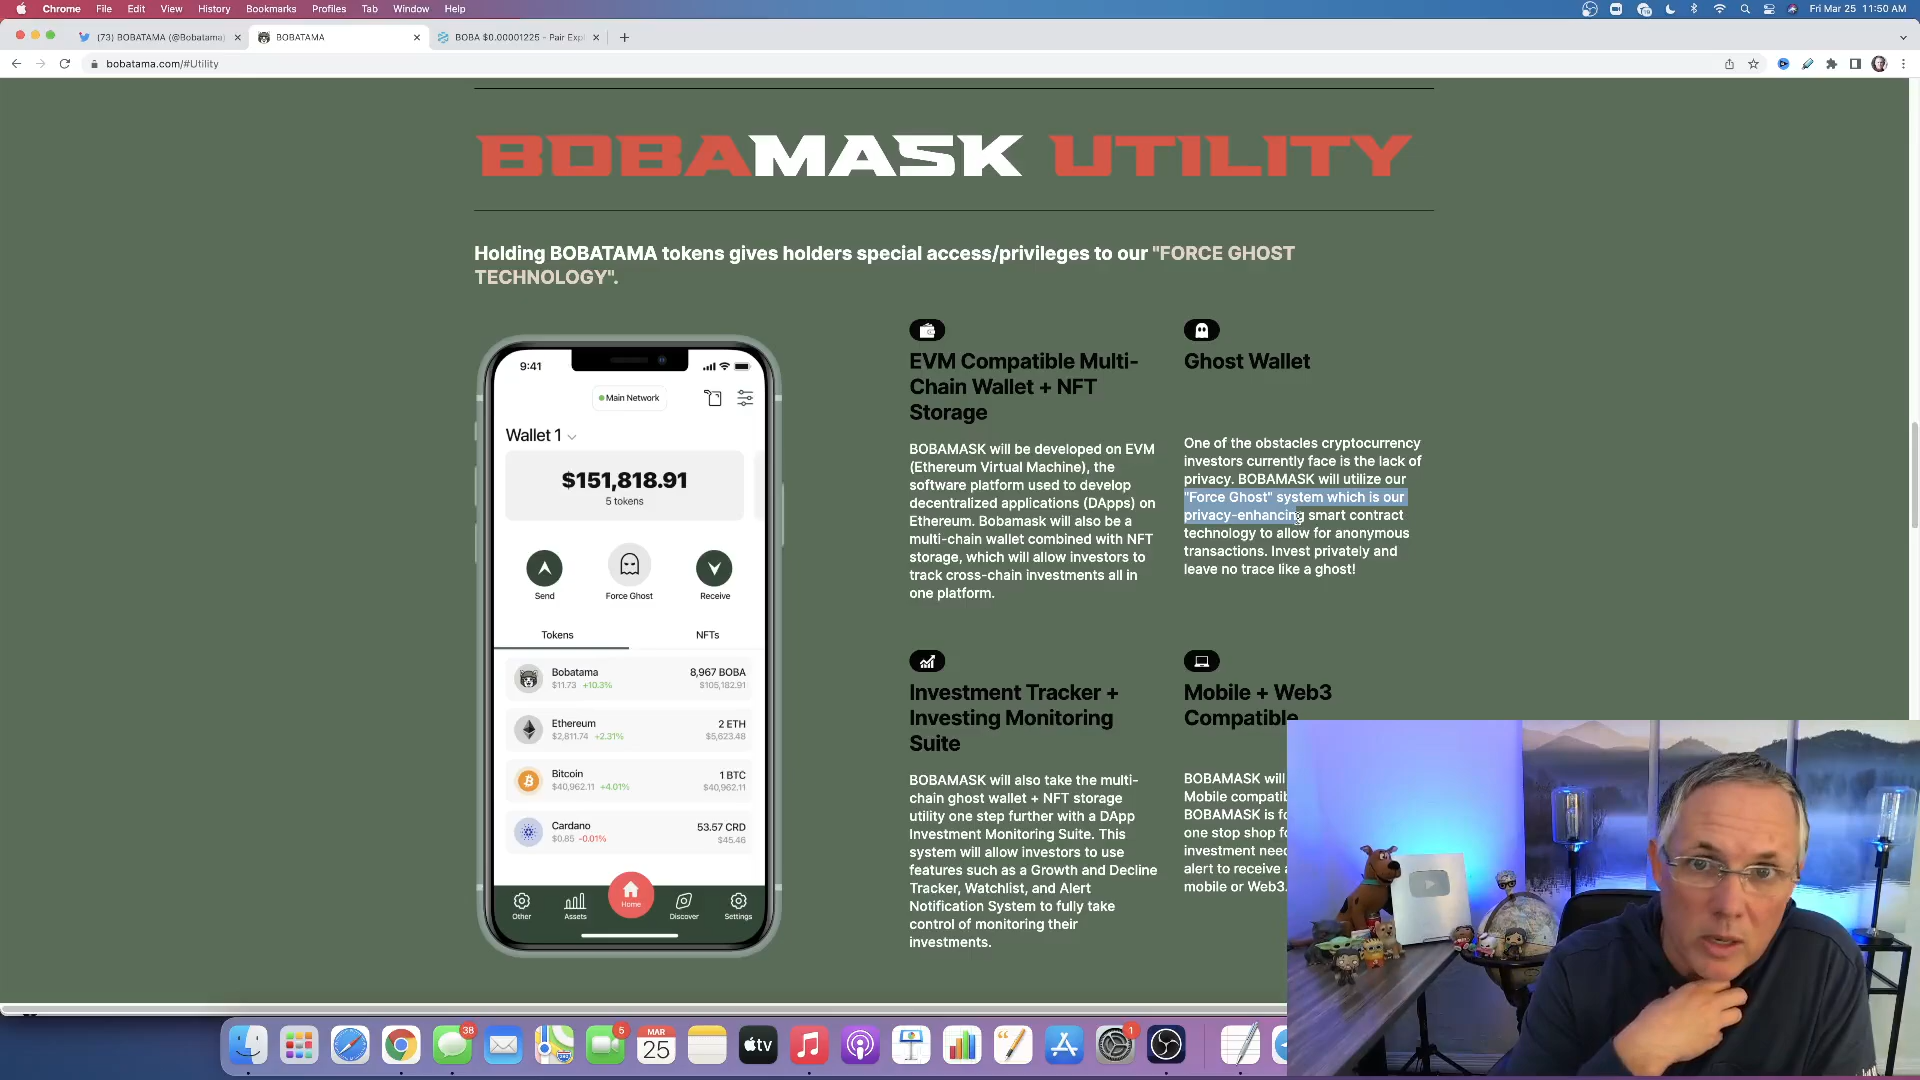 Chrome File Edit View History Bookmarks Profiles Tab Window Help
Fri Mar 25 11:50 AM
(73) BOBATAMA (@Bobatama)
BOBATAMA
BOBA $0.00001225 - Pair Expl
bobatama.com/#Utility
BOBAMASK UTILITY
Holding BOBATAMA tokens gives holders special access/privileges to our "FORCE GHOST
TECHNOLOGY".
9:41
Main Network
Wallet 1
$151,818.91
5 tokens
Send
Force Ghost
Receive
Tokens
NFTs
Bobatama
8,967 BOBA
$11.73 +10.3%
$105,182.91
Ethereum
2 ETH
$2,811.74 +2.31%
$5,623.48
Bitcoin
1 BTC
$40,962.11 +4.01%
$40,962.11
Cardano
53.57 CRD
$0.85 -0.01%
$45.46
Other
Assets
Home
Discover
Settings
EVM Compatible Multi-
Chain Wallet + NFT
Storage
BOBAMASK will be developed on EVM
(Ethereum Virtual Machine), the
software platform used to develop
decentralized applications (DApps) on
Ethereum. Bobamask will also be a
multi-chain wallet combined with NFT
storage, which will allow investors to
track cross-chain investments all in
one platform.
Ghost Wallet
One of the obstacles cryptocurrency
investors currently face is the lack of
privacy. BOBAMASK will utilize our
"Force Ghost" system which is our
privacy-enhancing smart contract
technology to allow for anonymous
transactions. Invest privately and
leave no trace like a ghost!
Investment Tracker +
Investing Monitoring
Suite
BOBAMASK will also take the multi-
chain ghost wallet + NFT storage
utility one step further with a DApp
Investment Monitoring Suite. This
system will allow investors to use
features such as a Growth and Decline
Tracker, Watchlist, and Alert
Notification System to fully take
control of monitoring their
investments.
Mobile + Web3
Compatible
BOBAMASK will
Mobile compatib
BOBAMASK is fo
one stop shop fo
investment need
alert to receive a
mobile or Web3.
38
5
MAR
25
tv
1